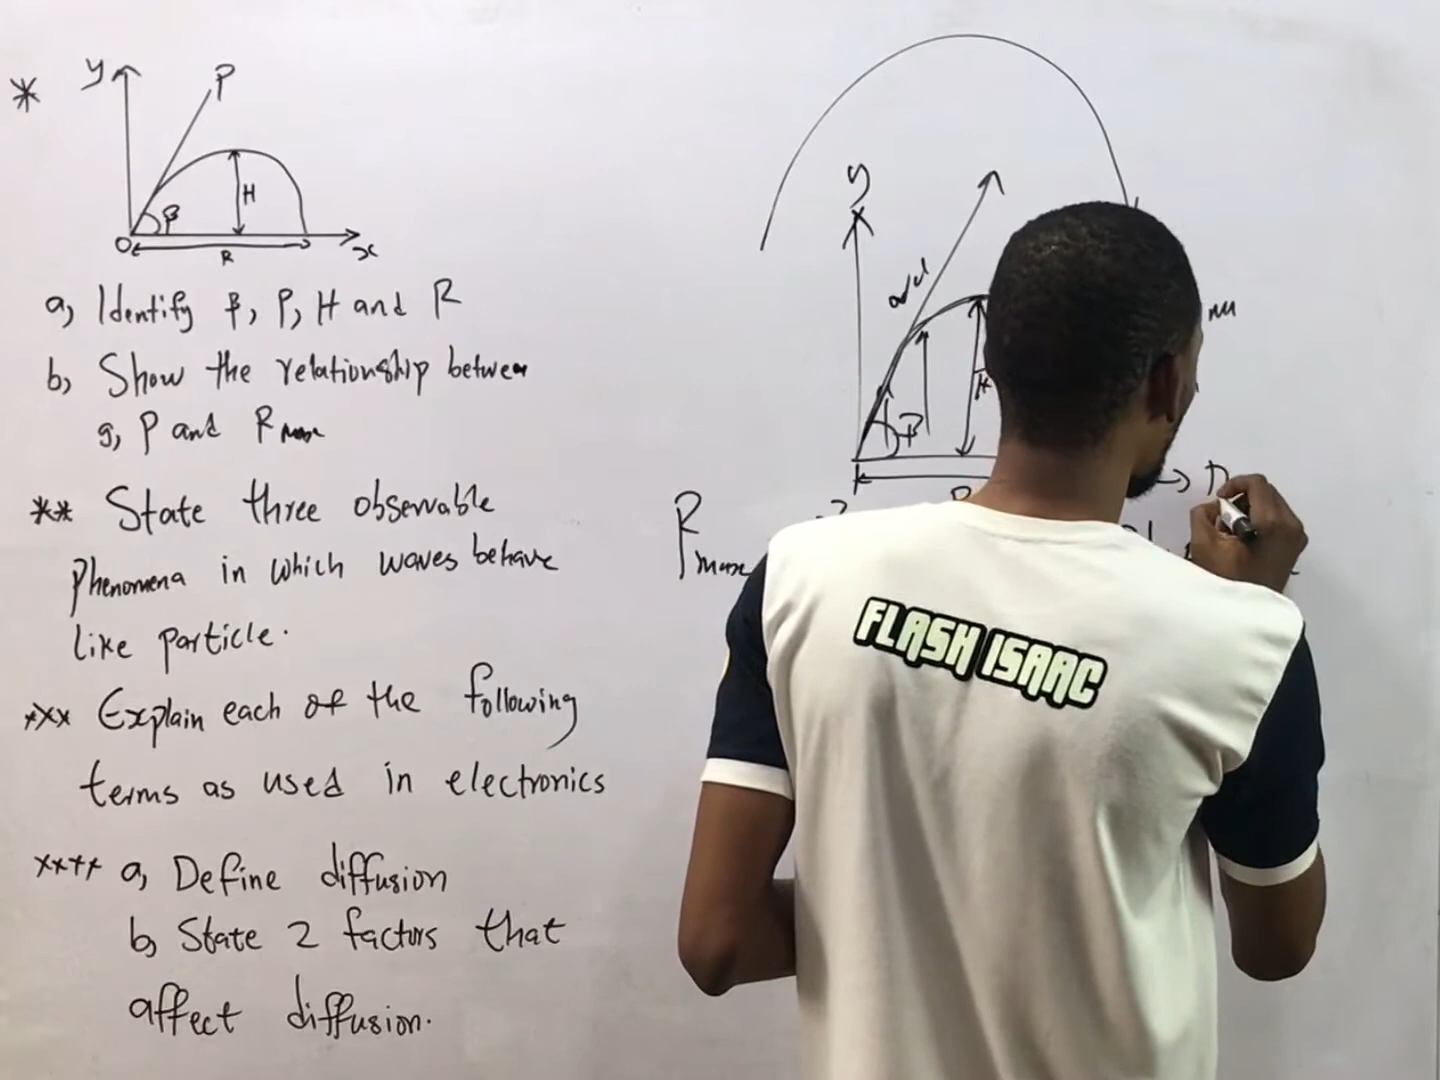 *
y
P
H
β
O
R
x
a, Identify β, P, H and R
b, Show the relationship between
g, P and Rmax
** State three observable
Phenomena in which waves behave
like particle.
*** Explain each of the following
terms as used in electronics
**** a, Define diffusion
b, State 2 factors that
affect diffusion.
y
H
β
Rmax
FLASH ISAAC